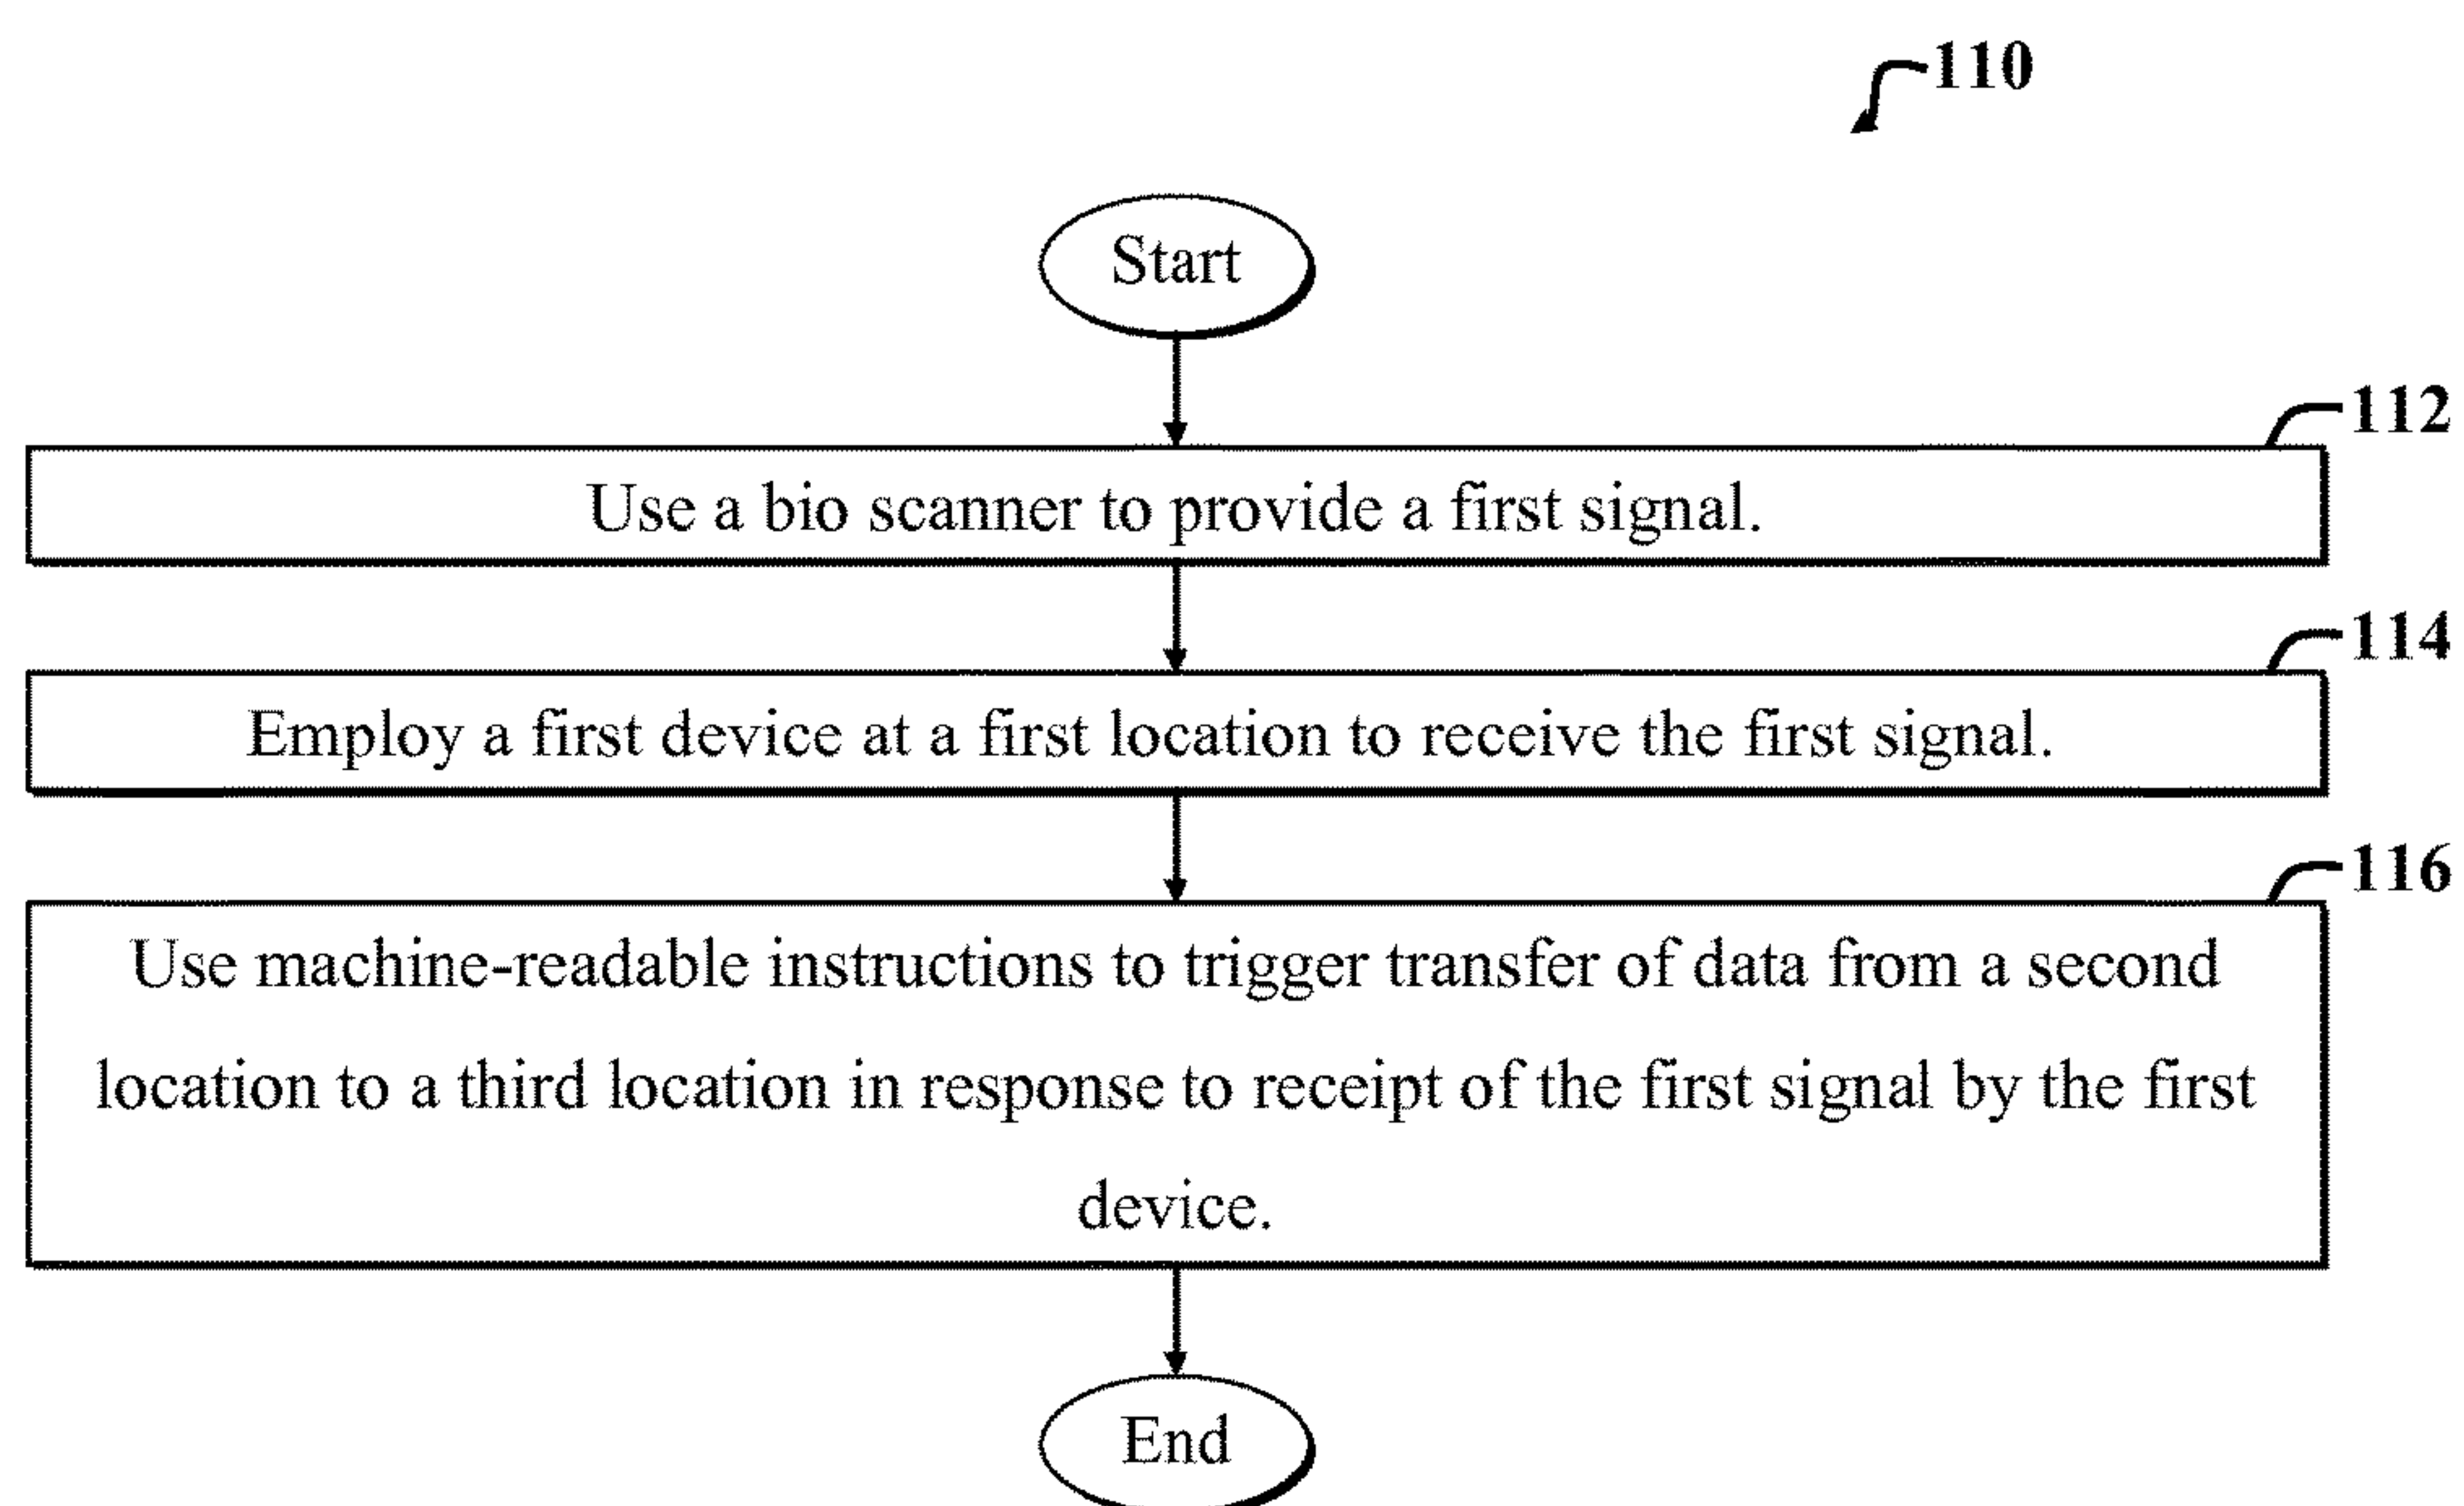 110
Start
112
Use a bio scanner to provide a first signal.
114
Employ a first device at a first location to receive the first signal.
116
Use machine-readable instructions to trigger transfer of data from a second
location to a third location in response to receipt of the first signal by the first
device.
End